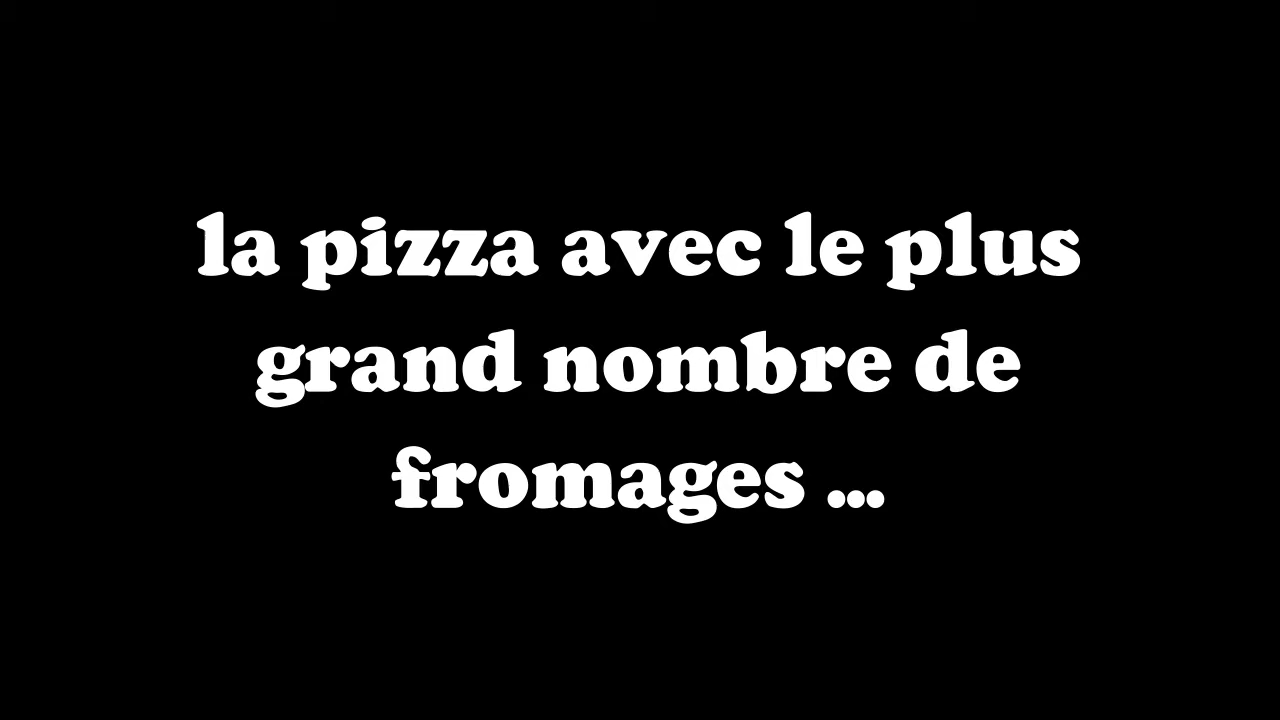 la pizza avec le plus
grand nombre de
fromages ...